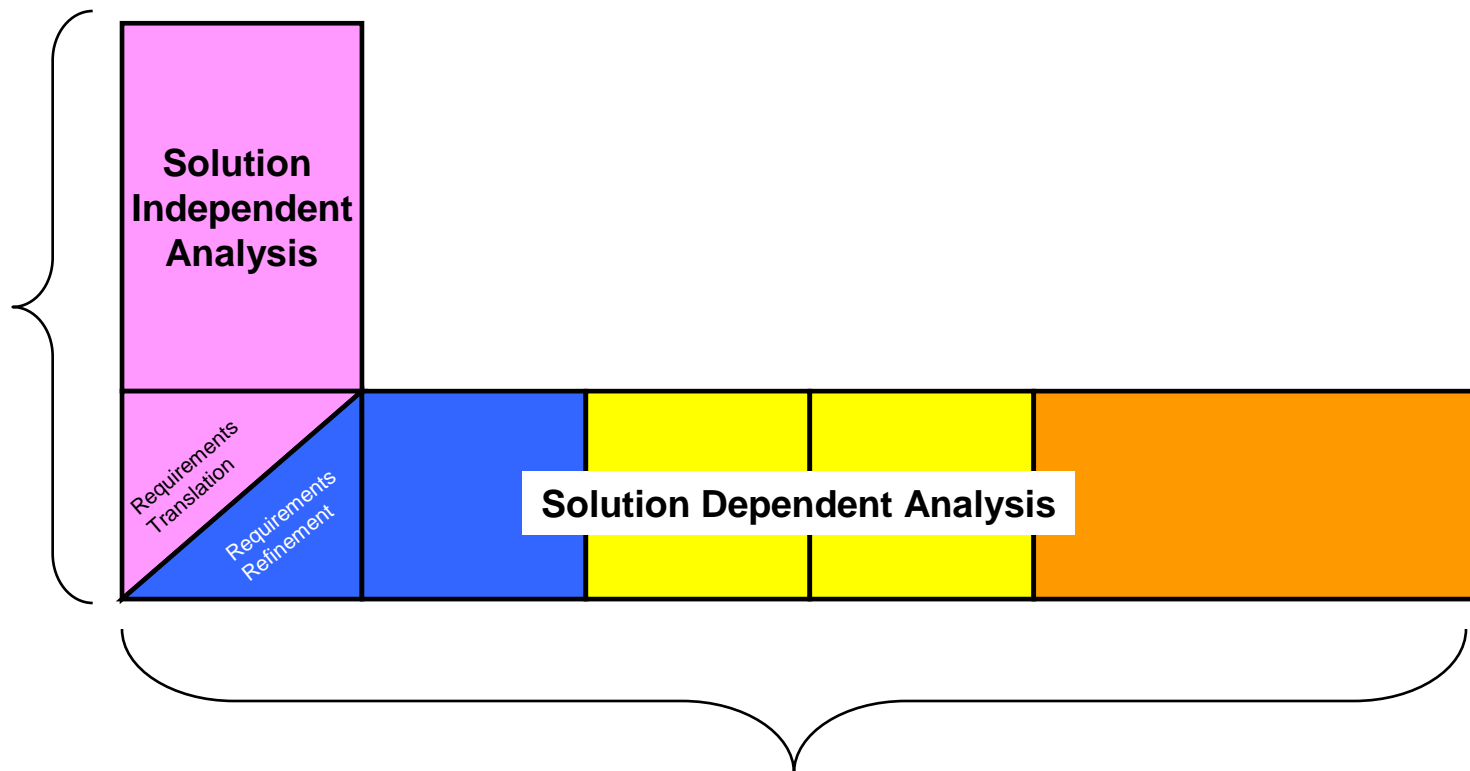 Solution
Independent
Analysis
Requirements
Translation
Requirements
Refinement
Solution Dependent Analysis